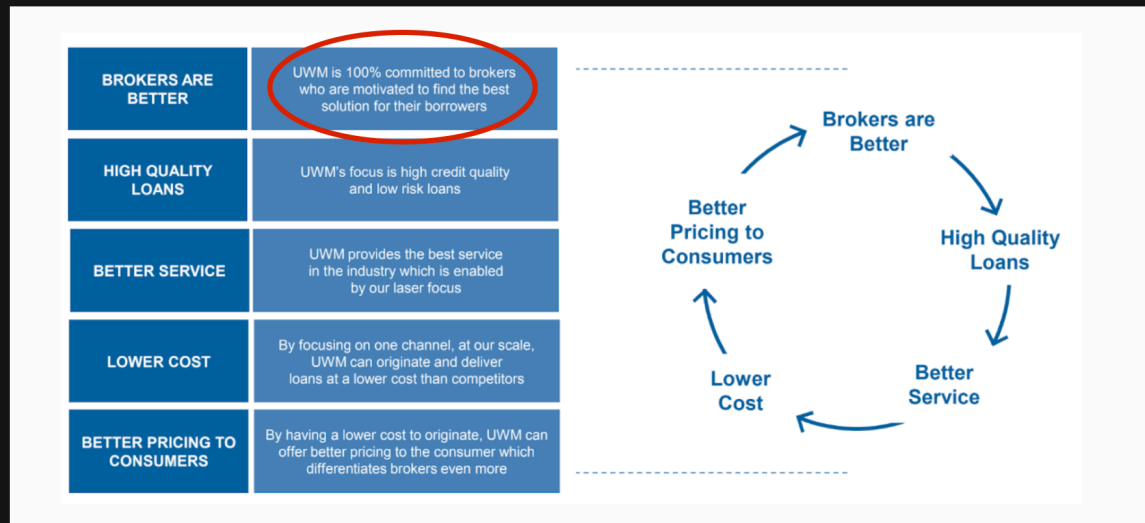 BROKERS ARE
BETTER
UWM is 100% committed to brokers
who are motivated to find the best
solution for their borrowers
HIGH QUALITY
LOANS
UWM's focus is high credit quality
and low risk loans
BETTER SERVICE
UWM provides the best service
in the industry which is enabled
by our laser focus
LOWER COST
By focusing on one channel, at our scale,
UWM can originate and deliver
loans at a lower cost than competitors
BETTER PRICING TO
CONSUMERS
By having a lower cost to originate, UWM can
offer better pricing to the consumer which
differentiates brokers even more
Brokers are
Better
High Quality
Loans
Better
Service
Lower
Cost
Better
Pricing to
Consumers